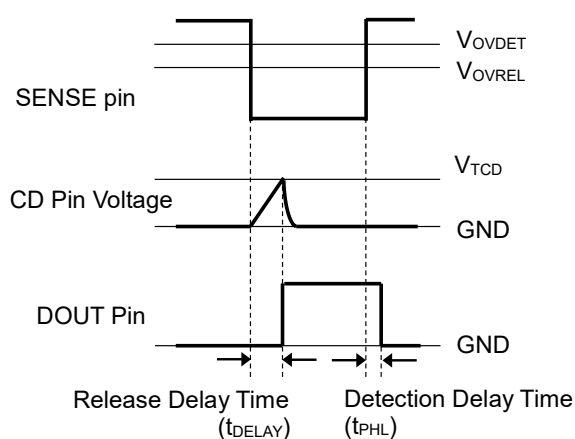 VOVDET
VOVREL
SENSE pin
VTCD
CD Pin Voltage
GND
DOUT Pin
GND
Release Delay Time
(tDELAY)
Detection Delay Time
(tPHL)